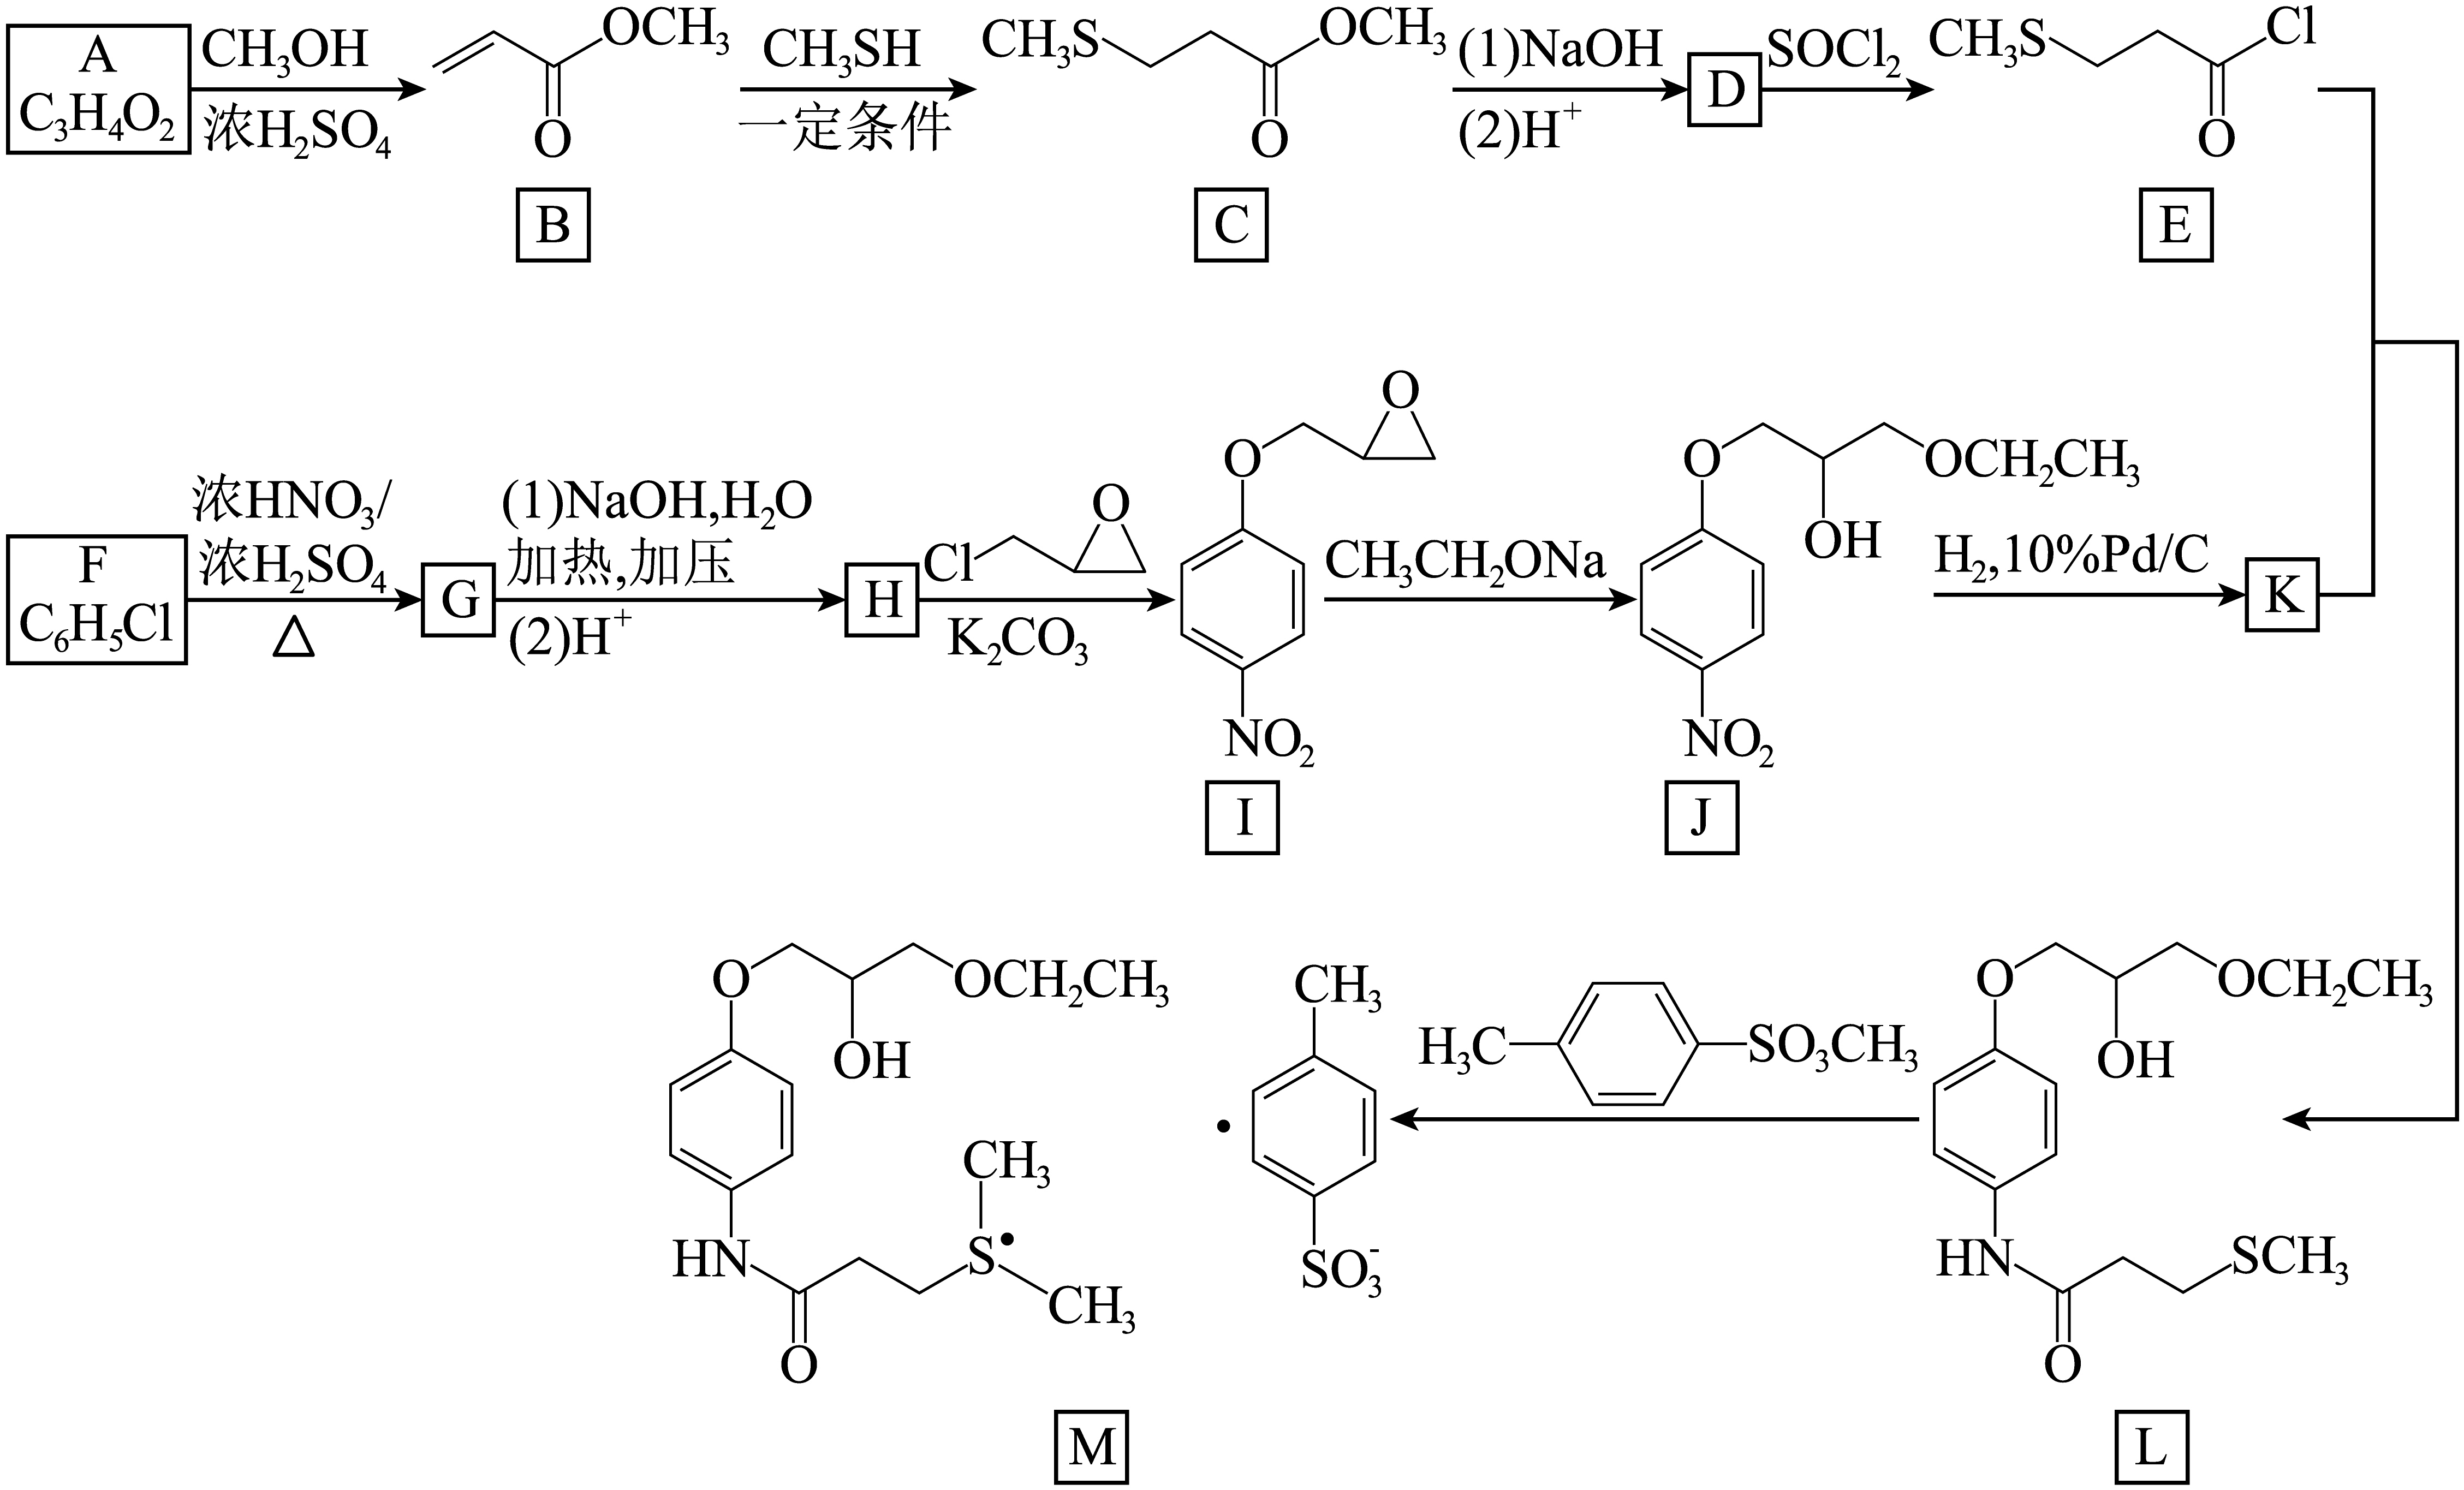 A
C₃H₄O₂
CH₃OH
浓H₂SO₄
OCH₃
O
B
CH₃SH
一定条件
CH₃S
OCH₃
O
C
(1)NaOH
(2)H⁺
D
SOCl₂
CH₃S
Cl
O
E
F
C₆H₅Cl
浓HNO₃/
浓H₂SO₄
△
G
(1)NaOH,H₂O
加热,加压
(2)H⁺
H
O
Cl
K₂CO₃
O
O
NO₂
I
CH₃CH₂ONa
O
OCH₂CH₃
OH
NO₂
J
H₂,10%Pd/C
K
O
OCH₂CH₃
OH
HN
O
S•
CH₃
CH₃
M
•
CH₃
SO₃⁻
H₃C
SO₃CH₃
O
OCH₂CH₃
OH
HN
O
SCH₃
L